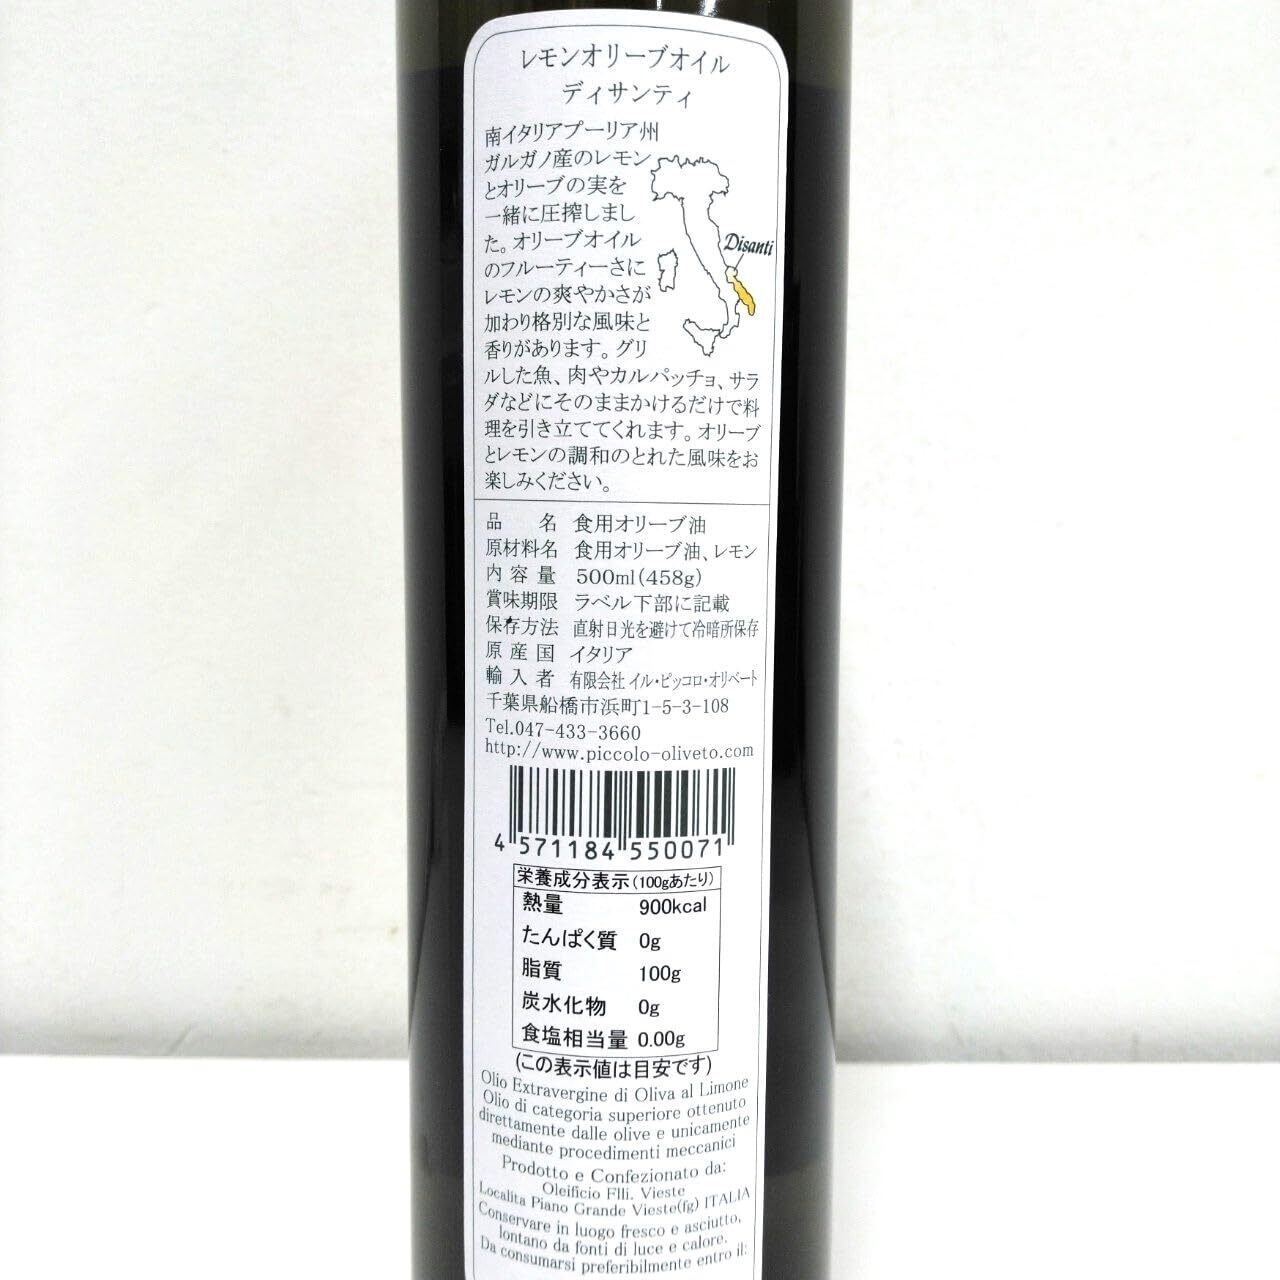 レモンオリーブオイル
ディサンティ
南イタリアプーリア州
ガルガノ産のレモン
とオリーブの実を
一緒に圧搾しまし
た。オリーブオイル
のフルーティーさに
レモンの爽やかさが
加わり格別な風味と
香りがあります。グリ
ルした魚、肉やカルパッチョ、サラ
ダなどにそのままかけるだけで料
理を引き立ててくれます。オリーブ
とレモンの調和のとれた風味をお
楽しみください。
Disanti
品名 食用オリーブ油
原材料名 食用オリーブ油、レモン
内容量 500ml(458g)
賞味期限 ラベル下部に記載
保存方法 直射日光を避けて冷暗所保存
原産国 イタリア
輸入者 有限会社 イル・ピッコロ・オリベート
千葉県船橋市浜町1-5-3-108
Tel.047-433-3660
http://www.piccolo-oliveto.com
4 571184 550071
栄養成分表示(100gあたり)
熱量 900kcal
たんぱく質 0g
脂質 100g
炭水化物 0g
食塩相当量 0.00g
(この表示値は目安です)
Olio Extravergine di Oliva al Limone
Olio di categoria superiore ottenuto
direttamente dalle olive e unicamente
mediante procedimenti meccanici
Prodotto e Confezionato da:
Oleificio Flli. Vieste
Localita Piano Grande Vieste(fg) ITALIA
Conservare in luogo fresco e asciutto,
lontano da fonti di luce e calore.
Da consumarsi preferibilmente entro il: